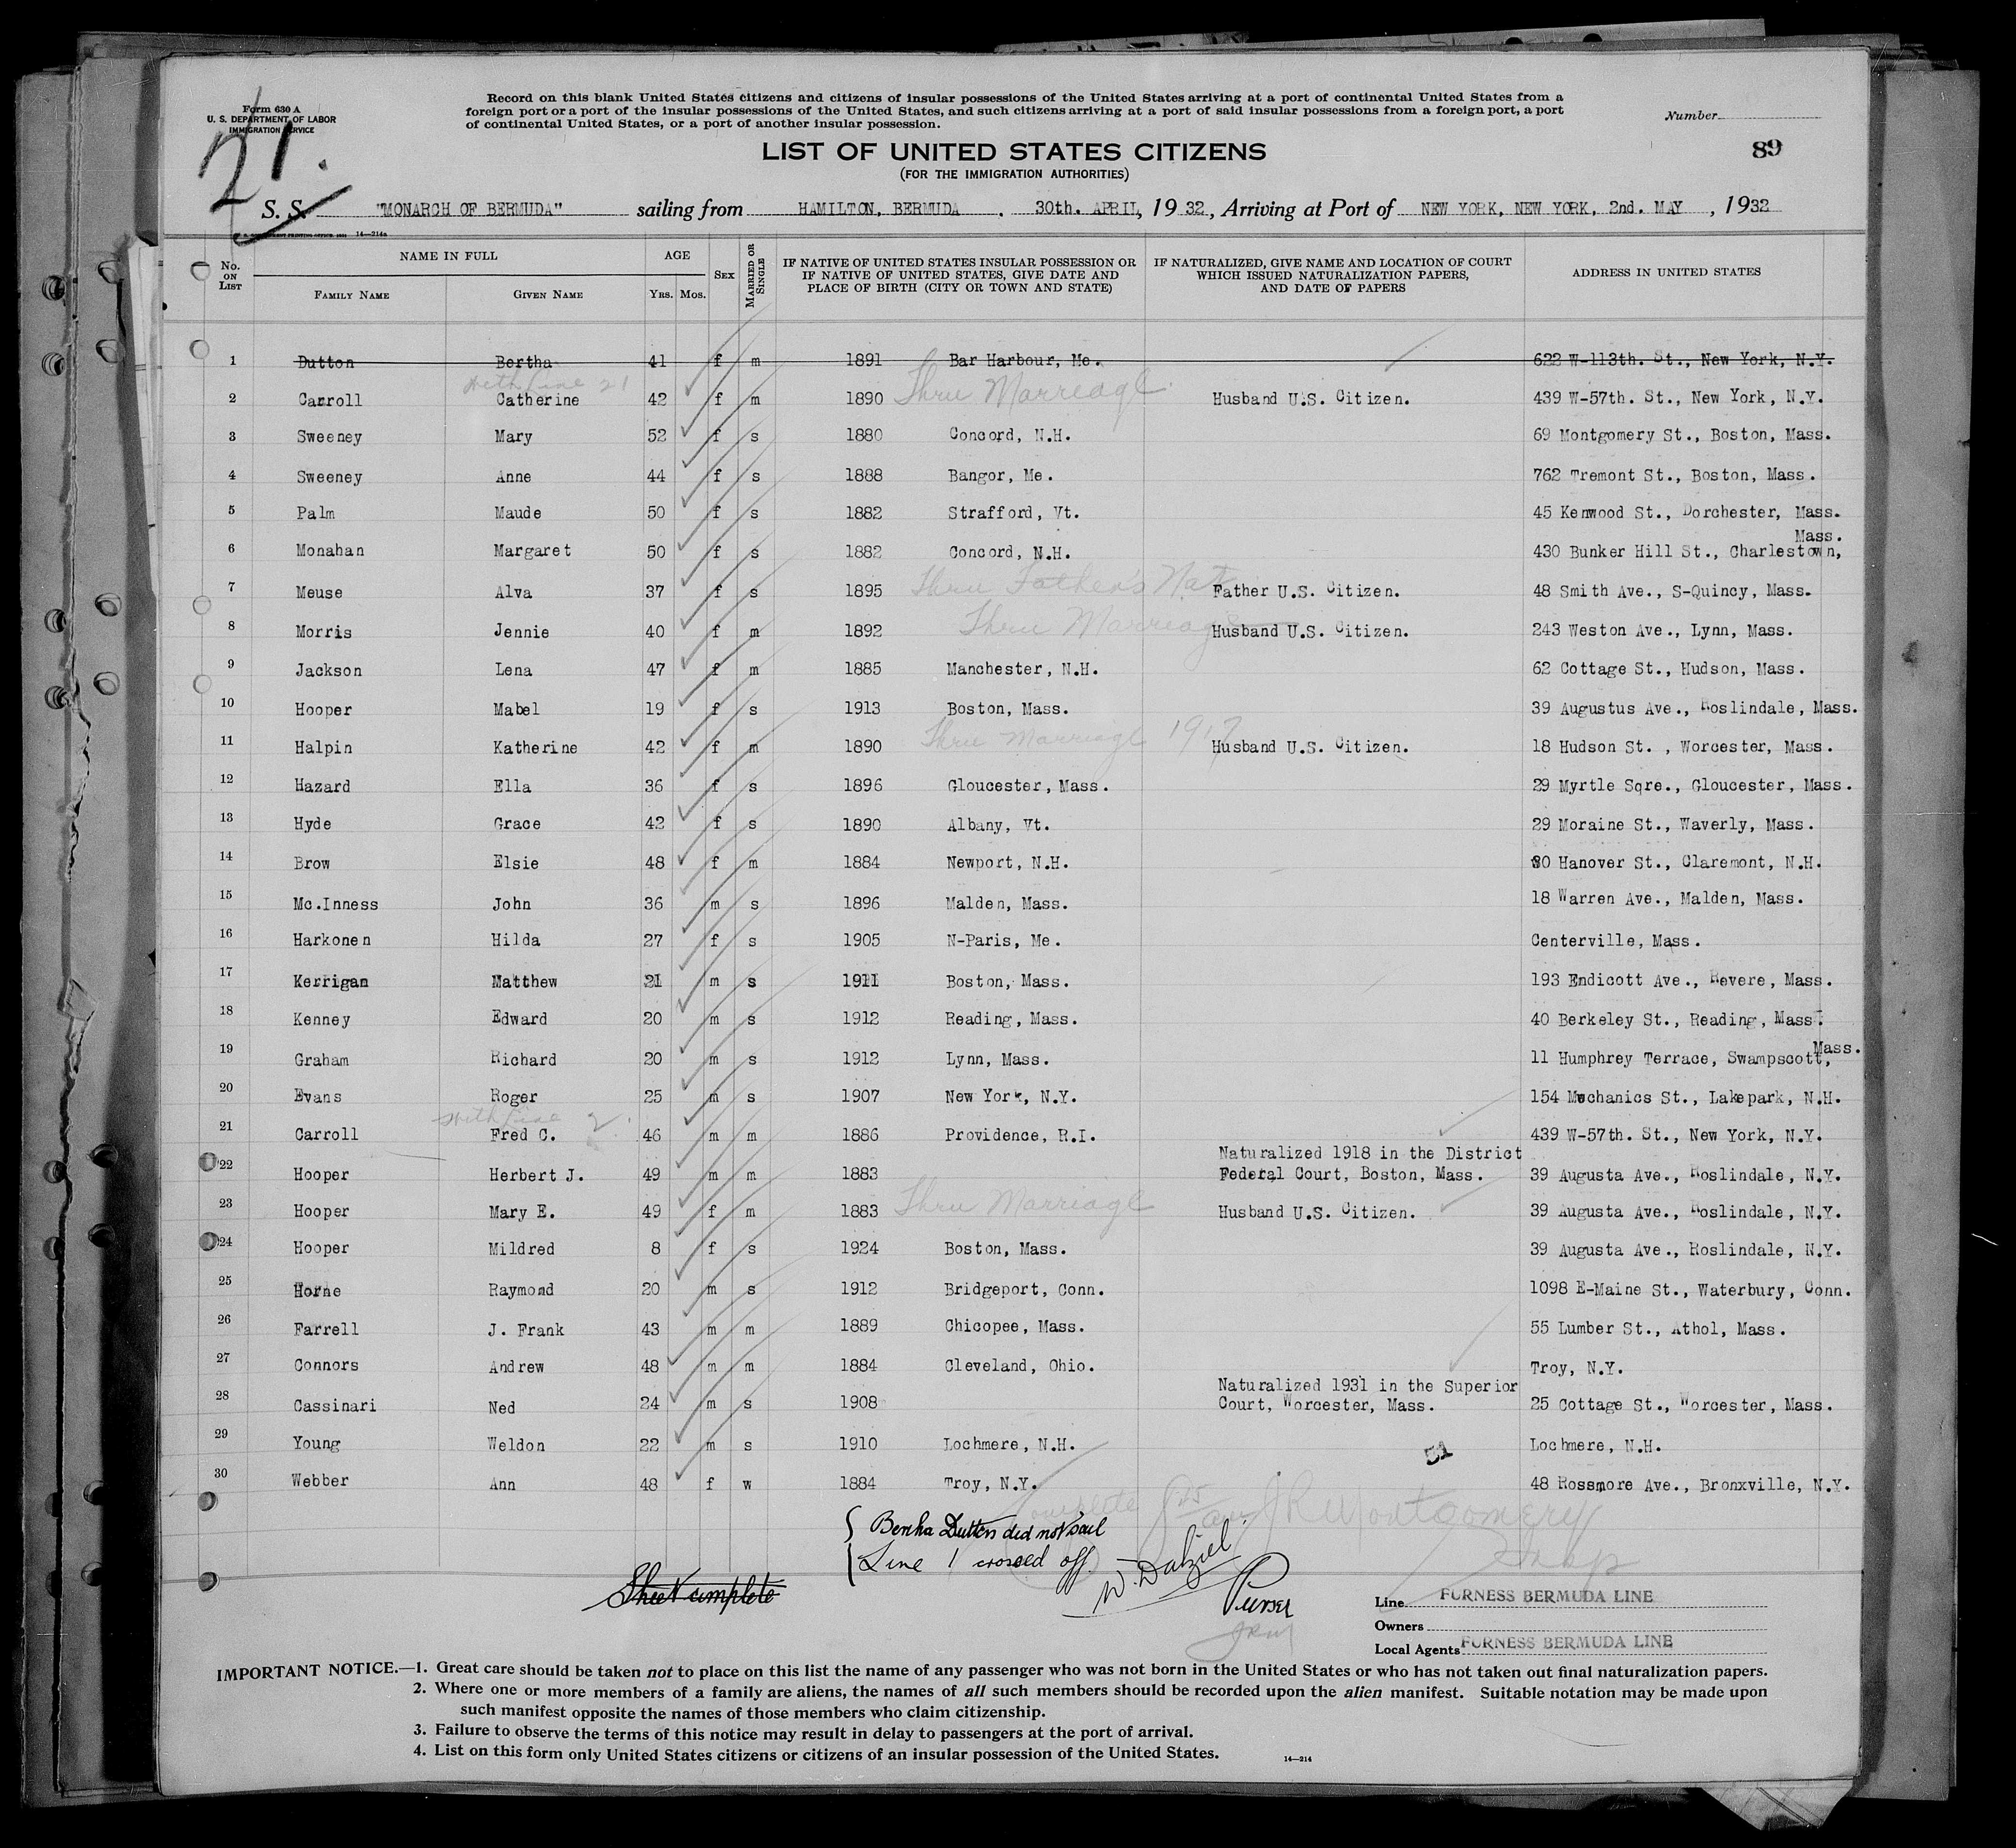 Form 630 A
U. S. DEPARTMENT OF LABOR
IMMIGRATION SERVICE
21.
Record on this blank United States citizens and citizens of insular possessions of the United States arriving at a port of continental United States from a
foreign port or a port of the insular possessions of the United States, and such citizens arriving at a port of said insular possessions from a foreign port, a port
of continental United States, or a port of another insular possession.
Number
89
LIST OF UNITED STATES CITIZENS
(FOR THE IMMIGRATION AUTHORITIES)
S. S. "MONARCH OF BERMUDA" sailing from HAMILTON, BERMUDA . 30th. APRIL, 1932, Arriving at Port of NEW YORK, NEW YORK, 2nd. MAY , 1932
14—214a
No. ON LIST
NAME IN FULL
FAMILY NAME GIVEN NAME
AGE
YRS. MOS.
SEX
MARRIED OR SINGLE
IF NATIVE OF UNITED STATES INSULAR POSSESSION OR
IF NATIVE OF UNITED STATES, GIVE DATE AND
PLACE OF BIRTH (CITY OR TOWN AND STATE)
IF NATURALIZED, GIVE NAME AND LOCATION OF COURT
WHICH ISSUED NATURALIZATION PAPERS,
AND DATE OF PAPERS
ADDRESS IN UNITED STATES
1 Dutton Bertha 41 f m 1891 Bar Harbour, Me. 622 W-113th. St., New York, N.Y.
With Line 21
2 Carroll Catherine 42 f m 1890 Thru Marreage Husband U.S. Citizen. 439 W-57th. St., New York, N.Y.
3 Sweeney Mary 52 f s 1880 Concord, N.H. 69 Montgomery St., Boston, Mass.
4 Sweeney Anne 44 f s 1888 Bangor, Me. 762 Tremont St., Boston, Mass.
5 Palm Maude 50 f s 1882 Strafford, Vt. 45 Kenwood St., Dorchester, Mass.
Mass.
6 Monahan Margaret 50 f s 1882 Concord, N.H. 430 Bunker Hill St., Charlestown,
7 Meuse Alva 37 f s 1895 Thru Father's Nat Father U.S. Citizen. 48 Smith Ave., S-Quincy, Mass.
8 Morris Jennie 40 f m 1892 Thru Marriage Husband U.S. Citizen. 243 Weston Ave., Lynn, Mass.
9 Jackson Lena 47 f m 1885 Manchester, N.H. 62 Cottage St., Hudson, Mass.
10 Hooper Mabel 19 f s 1913 Boston, Mass. 39 Augustus Ave., Roslindale, Mass.
11 Halpin Katherine 42 f m 1890 Thru Marriage 1917 Husband U.S. Citizen. 18 Hudson St. , Worcester, Mass.
12 Hazard Ella 36 f s 1896 Gloucester, Mass. 29 Myrtle Sqre., Gloucester, Mass.
13 Hyde Grace 42 f s 1890 Albany, Vt. 29 Moraine St., Waverly, Mass.
14 Brow Elsie 48 f m 1884 Newport, N.H. 80 Hanover St., Claremont, N.H.
15 Mc.Inness John 36 m s 1896 Malden, Mass. 18 Warren Ave., Malden, Mass.
16 Harkonen Hilda 27 f s 1905 N-Paris, Me. Centerville, Mass.
17 Kerrigan Matthew 21 m s 1911 Boston, Mass. 193 Endicott Ave., Revere, Mass.
18 Kenney Edward 20 m s 1912 Reading, Mass. 40 Berkeley St., Reading, Mass.
Mass.
19 Graham Richard 20 m s 1912 Lynn, Mass. 11 Humphrey Terrace, Swampscott,
20 Evans Roger 25 m s 1907 New York, N.Y. 154 Mechanics St., Lakepark, N.H.
With Line 2.
21 Carroll Fred C. 46 m m 1886 Providence, R.I. 439 W-57th. St., New York, N.Y.
Naturalized 1918 in the District
22 Hooper Herbert J. 49 m m 1883 Federal Court, Boston, Mass. 39 Augusta Ave., Roslindale, N.Y.
23 Hooper Mary E. 49 f m 1883 Thru Marriage Husband U.S. Citizen. 39 Augusta Ave., Roslindale, N.Y.
24 Hooper Mildred 8 f s 1924 Boston, Mass. 39 Augusta Ave., Roslindale, N.Y.
25 Horne Raymond 20 m s 1912 Bridgeport, Conn. 1098 E-Maine St., Waterbury, Conn.
26 Farrell J. Frank 43 m m 1889 Chicopee, Mass. 55 Lumber St., Athol, Mass.
27 Connors Andrew 48 m m 1884 Cleveland, Ohio. Troy, N.Y.
Naturalized 1931 in the Superior
28 Cassinari Ned 24 m s 1908 Court, Worcester, Mass. 25 Cottage St., Worcester, Mass.
29 Young Weldon 22 m s 1910 Lochmere, N.H. Lochmere, N.H.
51
30 Webber Ann 48 f w 1884 Troy, N.Y. 48 Rossmore Ave., Bronxville, N.Y.
Complete JR Montgomery
Insp
Bertha Dutton did not sail
Line 1 crossed off.
W. Dalziel
Purser
JRM
Sheet complete
Line FURNESS BERMUDA LINE
Owners
Local Agents FURNESS BERMUDA LINE
IMPORTANT NOTICE.—1. Great care should be taken not to place on this list the name of any passenger who was not born in the United States or who has not taken out final naturalization papers.
2. Where one or more members of a family are aliens, the names of all such members should be recorded upon the alien manifest. Suitable notation may be made upon
such manifest opposite the names of those members who claim citizenship.
3. Failure to observe the terms of this notice may result in delay to passengers at the port of arrival.
4. List on this form only United States citizens or citizens of an insular possession of the United States.
14—214